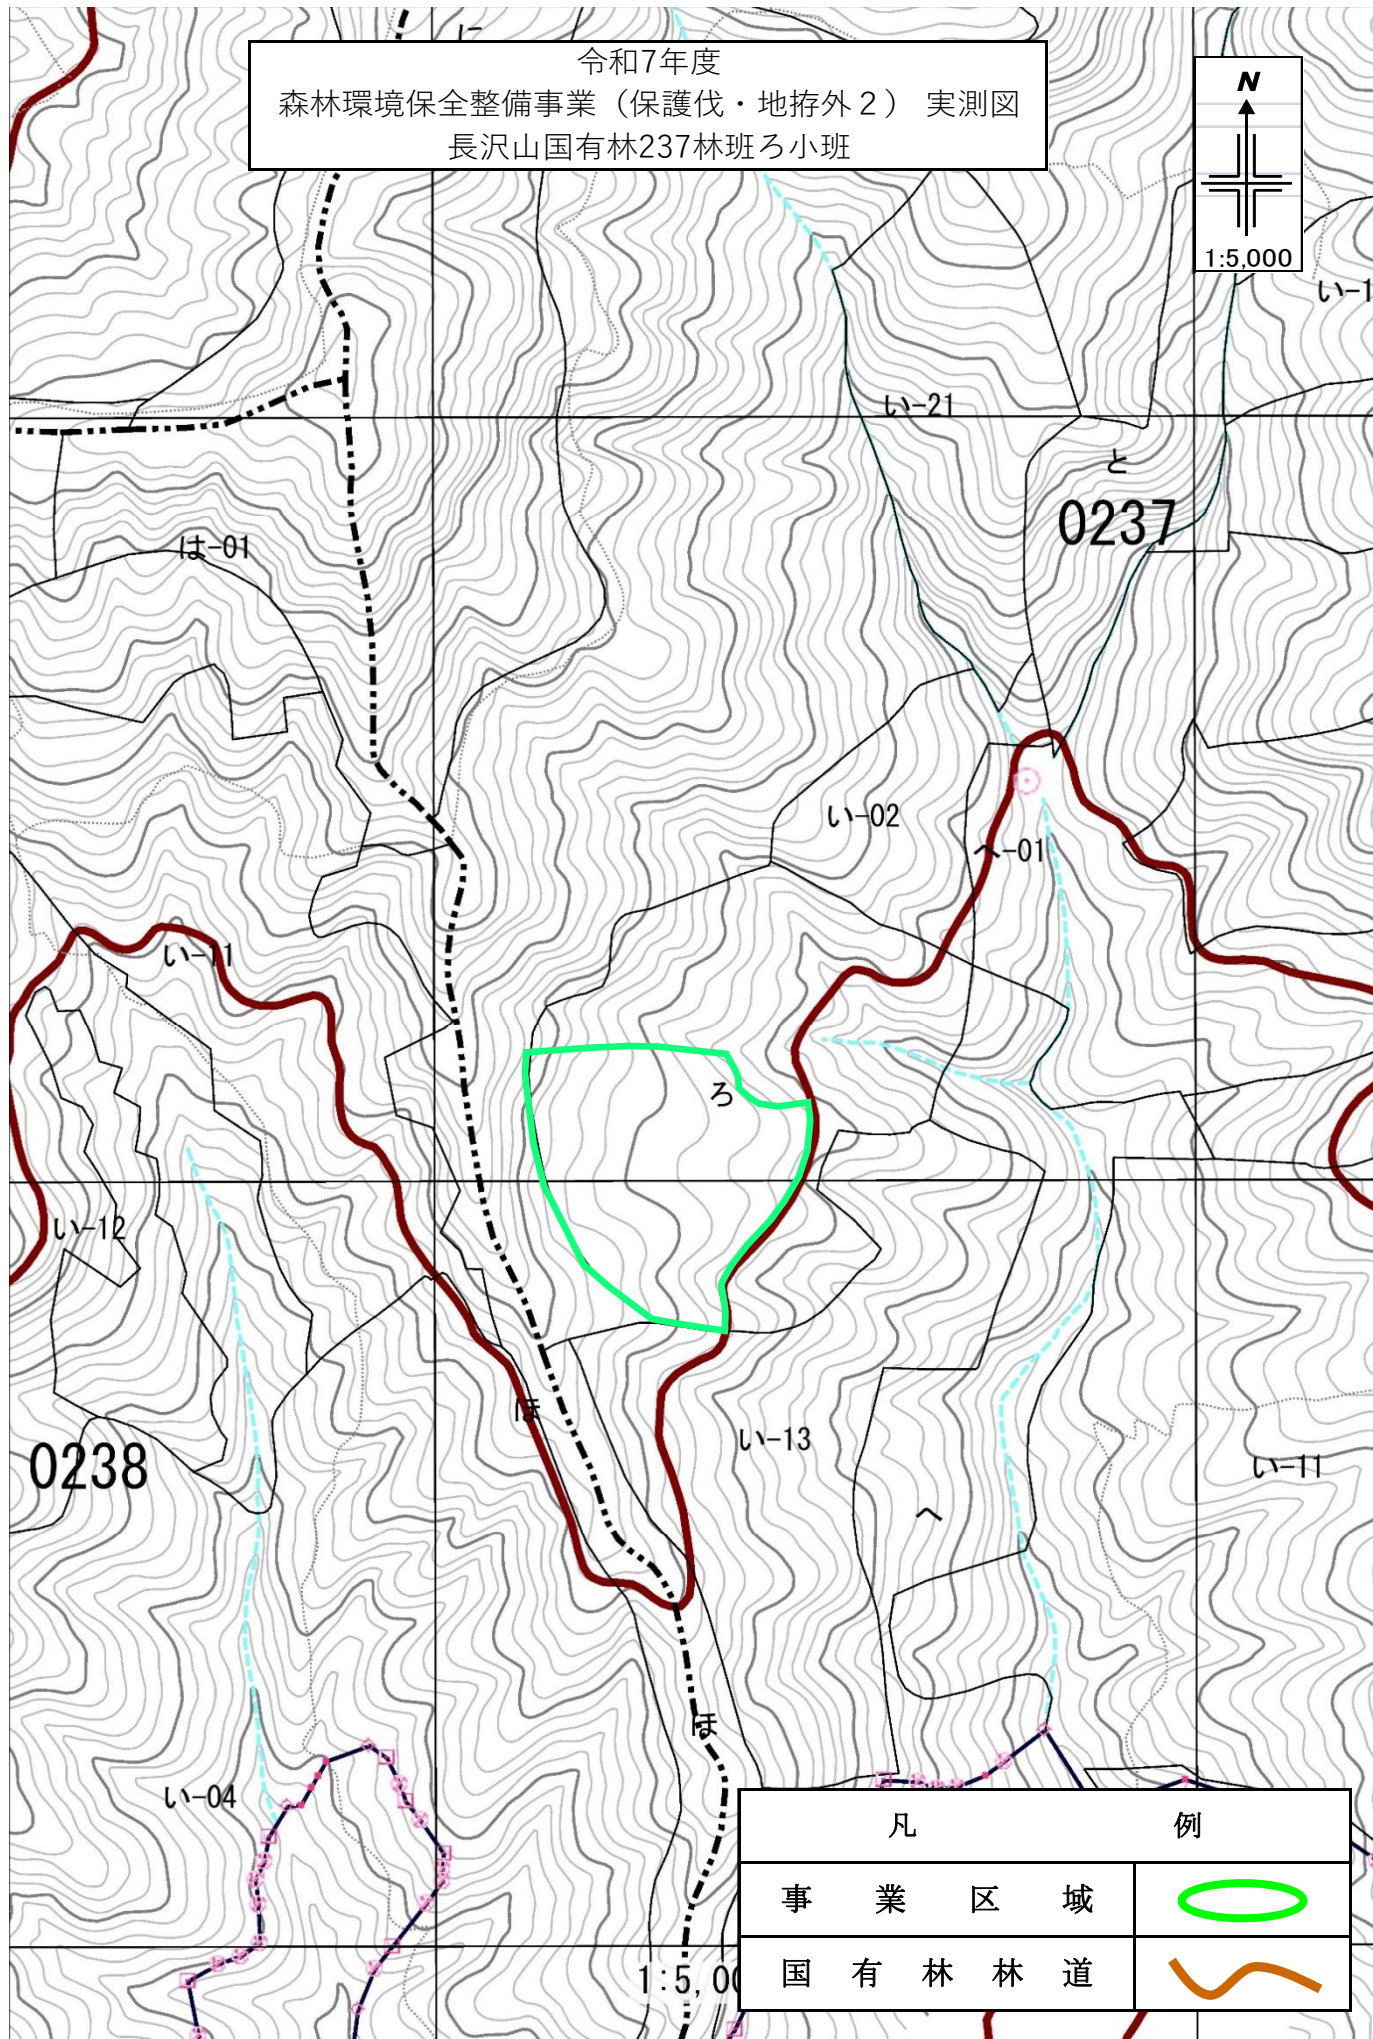 令和7年度
森林環境保全整備事業（保護伐・地拵外２） 実測図
長沢山国有林237林班ろ小班
N
1:5,000
い-1
い-21
と
0237
は-01
い-02
へ-01
い-11
ろ
い-12
ほ
い-13
0238
い-11
へ
ほ
い-04
凡 例
事 業 区 域
国 有 林 林 道
1:5,00